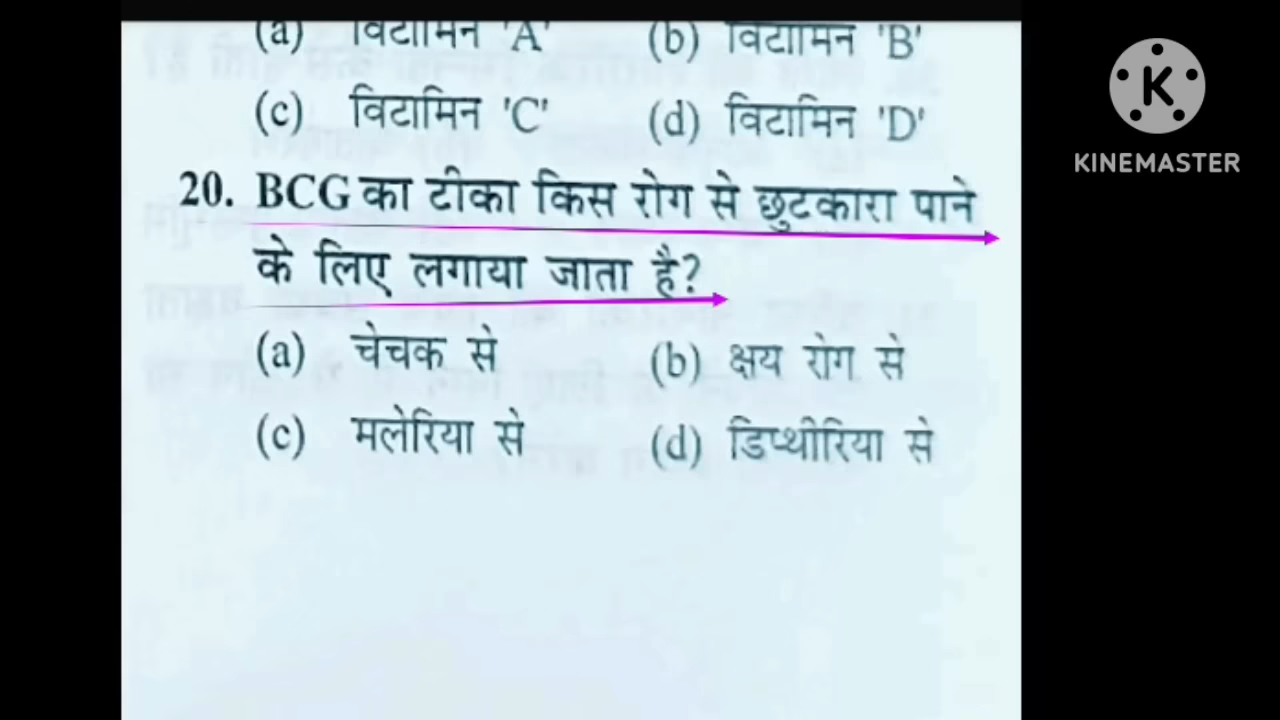 (a) विटामिन 'A' (b) विटामिन 'B'
(c) विटामिन 'C' (d) विटामिन 'D'
20. BCG का टीका किस रोग से छुटकारा पाने
के लिए लगाया जाता है?
(a) चेचक से (b) क्षय रोग से
(c) मलेरिया से (d) डिप्थीरिया से
K
KINEMASTER